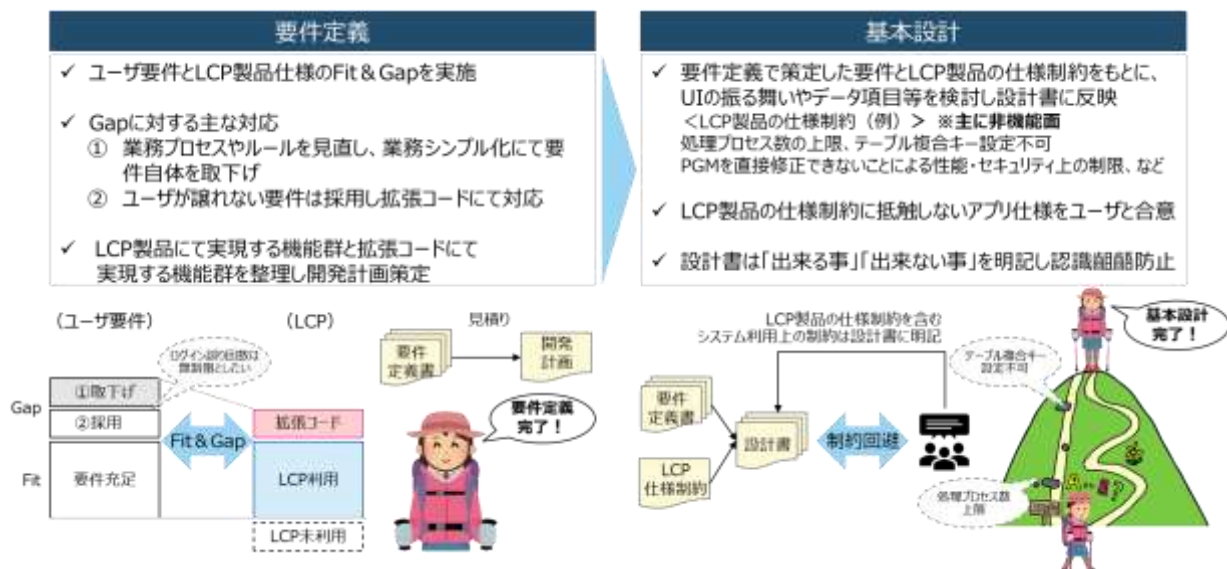 要件定義
✓ ユーザ要件とLCP製品仕様のFit & Gapを実施
✓ Gapに対する主な対応
① 業務プロセスやルールを見直し、業務シンプル化にて要
件自体を取下げ
② ユーザが譲れない要件は採用し拡張コードにて対応
✓ LCP製品にて実現する機能群と拡張コードにて
実現する機能群を整理し開発計画策定
(ユーザ要件)
(LCP)
ログイン誤り回数は
無制限としたい
Gap
①取下げ
②採用
Fit & Gap
拡張コード
Fit
要件充足
LCP利用
LCP未利用
見積り
要件
定義書
開発
計画
要件定義
完了！
基本設計
✓ 要件定義で策定した要件とLCP製品の仕様制約をもとに、
UIの振る舞いやデータ項目等を検討し設計書に反映
＜LCP製品の仕様制約（例）＞ ※主に非機能面
処理プロセス数の上限、テーブル複合キー設定不可
PGMを直接修正できないことによる性能・セキュリティ上の制限、など
✓ LCP製品の仕様制約に抵触しないアプリ仕様をユーザと合意
✓ 設計書は「出来る事」「出来ない事」を明記し認識齟齬防止
LCP製品の仕様制約を含む
システム利用上の制約は設計書に明記
要件
定義書
LCP
仕様制約
設計書
制約回避
基本設計
完了！
テーブル複合キー
設定不可
処理プロセス数
上限